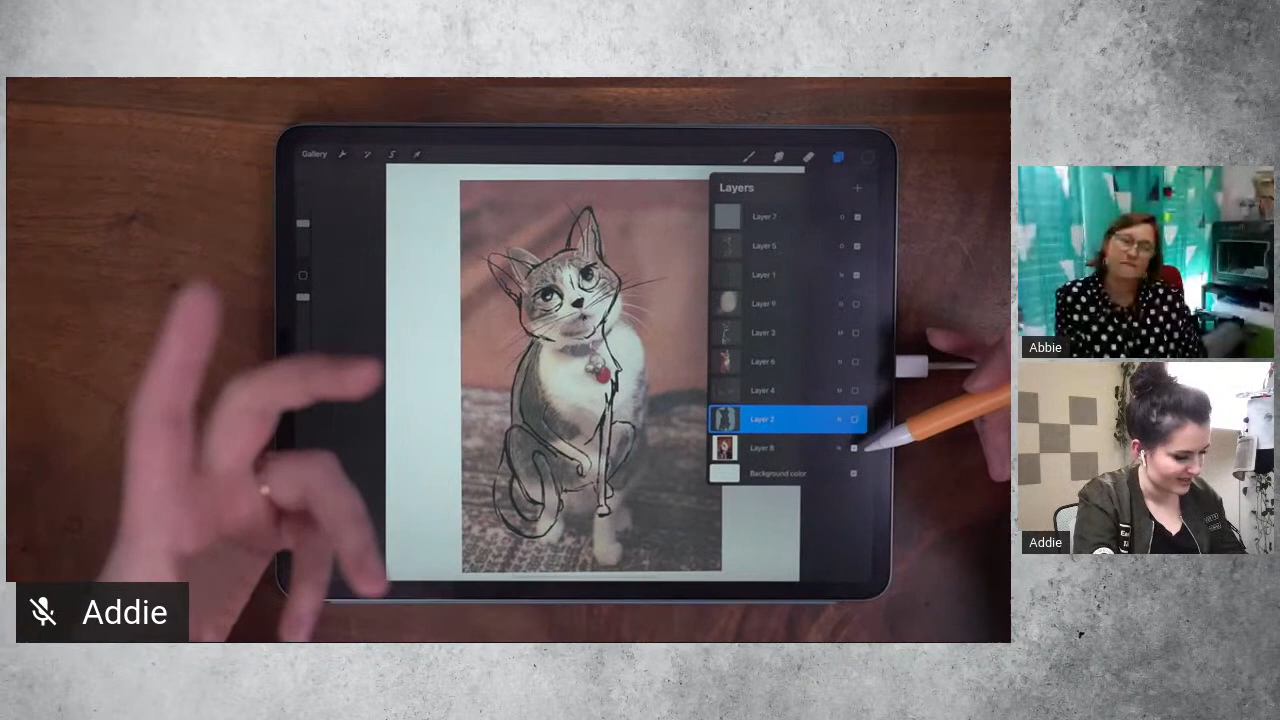 Gallery
Layers
Layer 7
Layer 5
Layer 1
Layer 9
Layer 3
Layer 6
Layer 4
Layer 2
Layer 8
Background color
Addie
Abbie
Addie